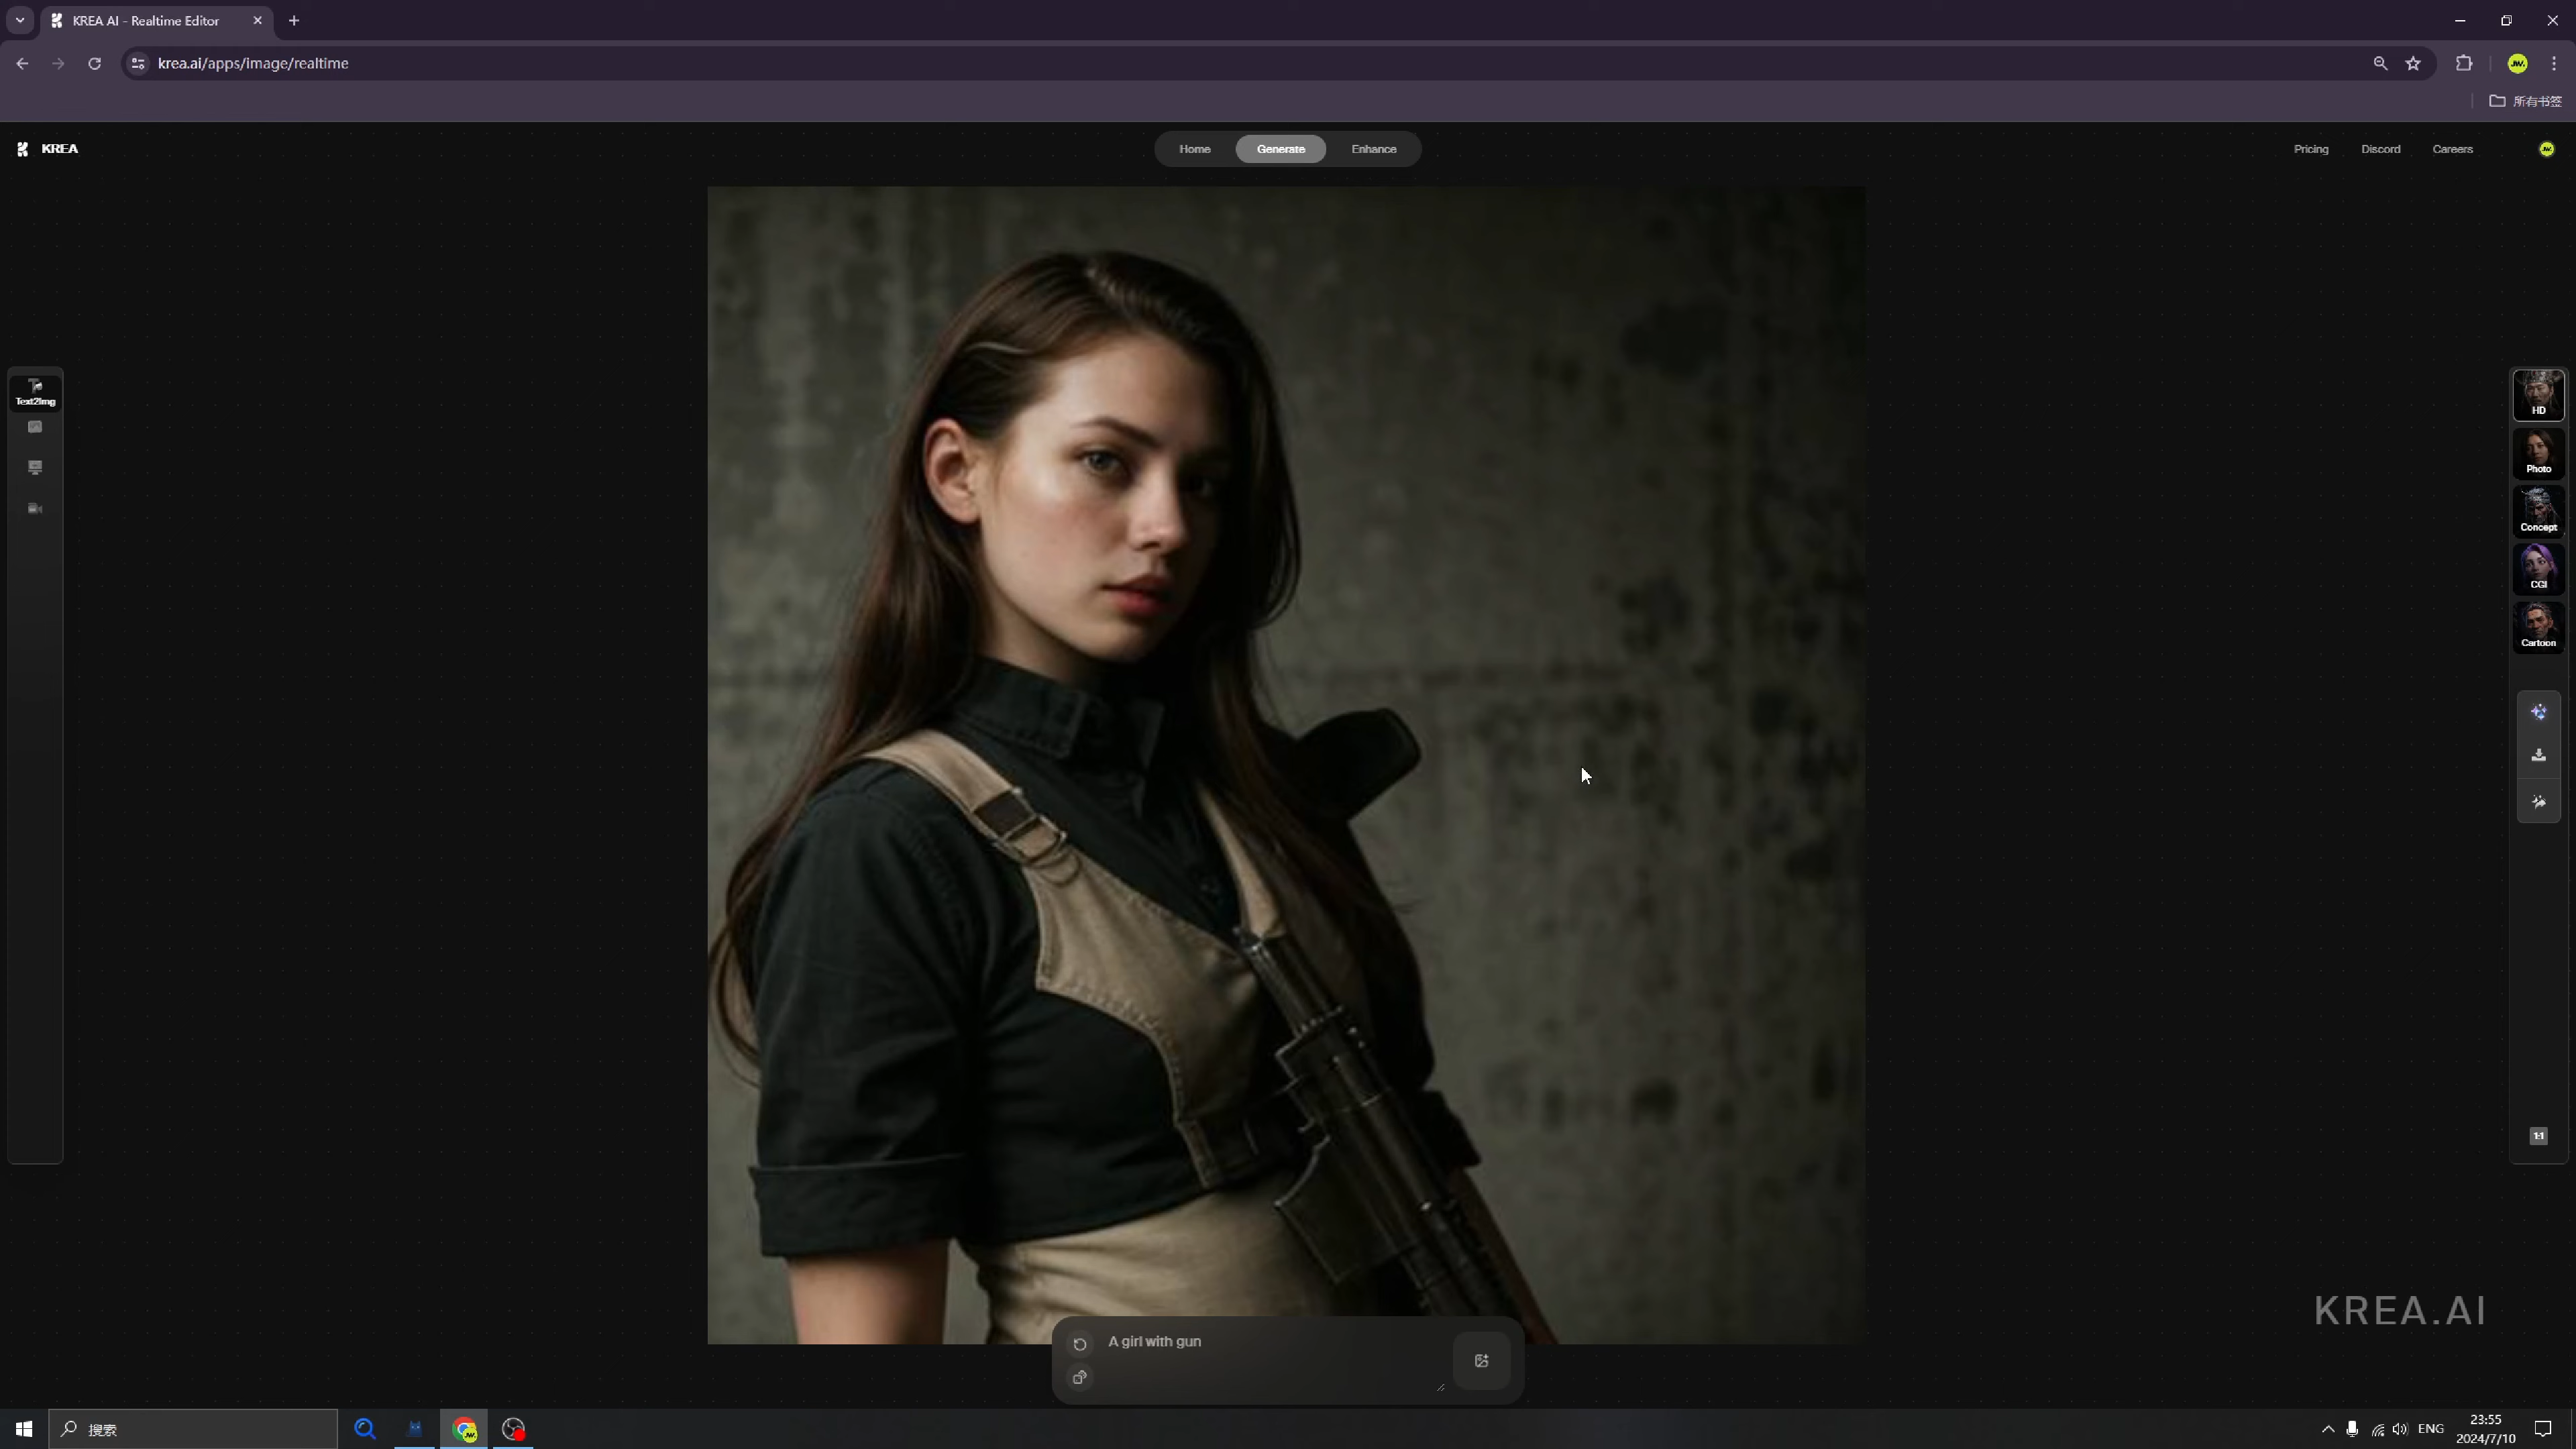 KREA AI - Realtime Editor
krea.ai/apps/image/realtime
所有书签
KREA
Home
Generate
Enhance
Pricing
Discord
Careers
Text2Img
HD
Photo
Concept
CGI
Cartoon
1:1
KREA.AI
A girl with gun
搜索
ENG
23:55
2024/7/10